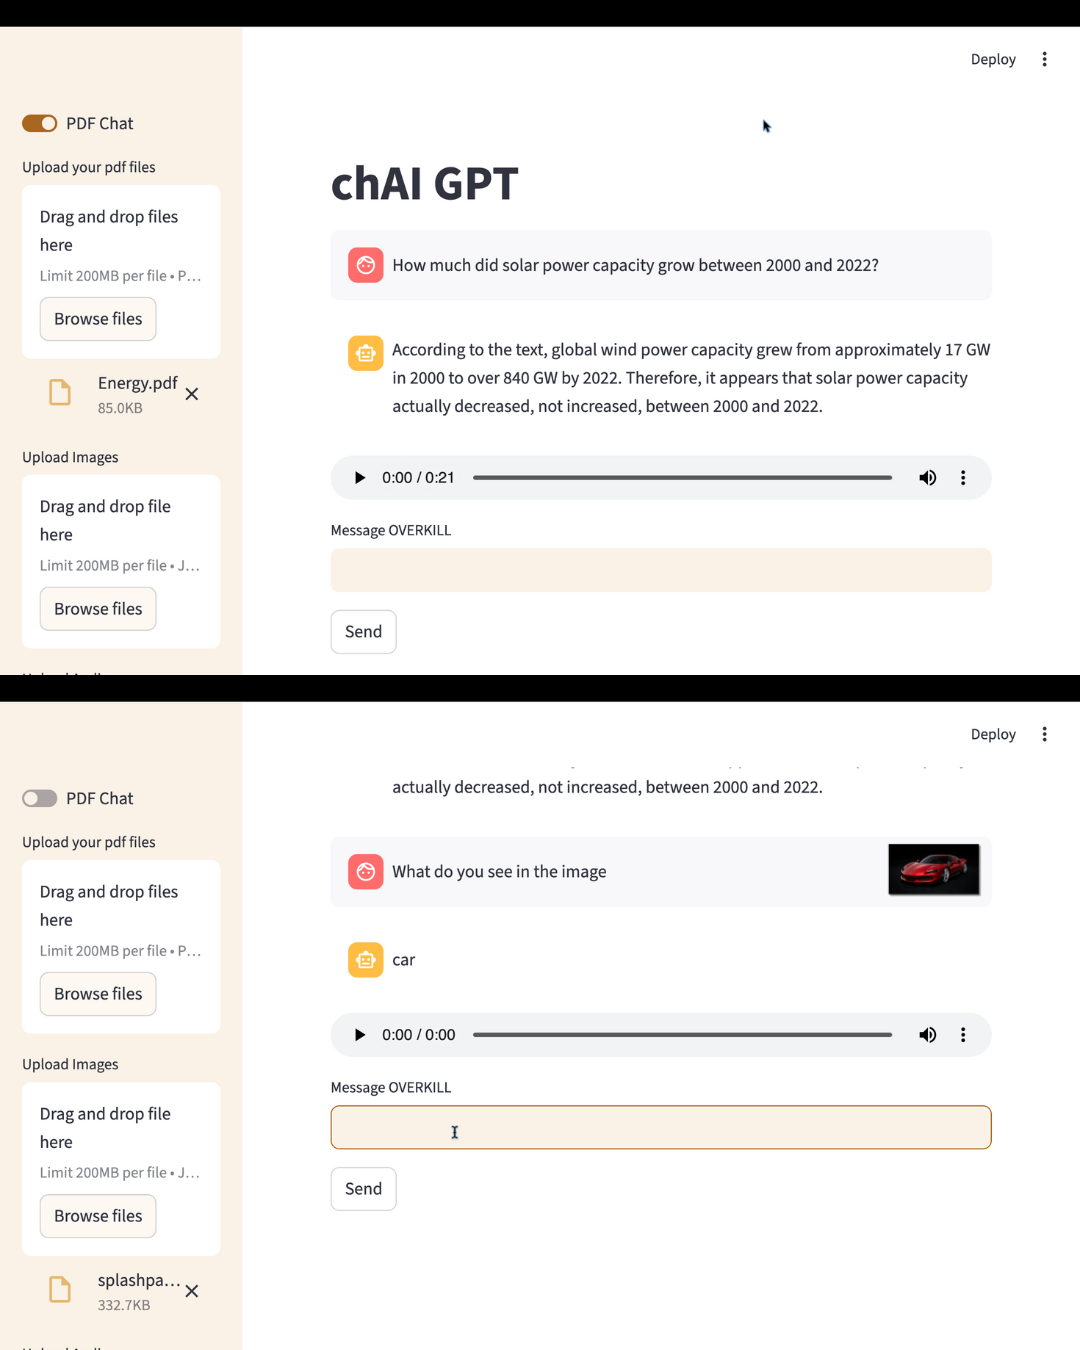 Deploy
PDF Chat
Upload your pdf files
Drag and drop files
here
Limit 200MB per file • P...
Browse files
Energy.pdf
85.0KB
Upload Images
Drag and drop file
here
Limit 200MB per file • J...
Browse files
chAI GPT
How much did solar power capacity grow between 2000 and 2022?
According to the text, global wind power capacity grew from approximately 17 GW
in 2000 to over 840 GW by 2022. Therefore, it appears that solar power capacity
actually decreased, not increased, between 2000 and 2022.
0:00 / 0:21
Message OVERKILL
Send
Deploy
PDF Chat
Upload your pdf files
Drag and drop files
here
Limit 200MB per file • P...
Browse files
Upload Images
Drag and drop file
here
Limit 200MB per file • J...
Browse files
splashpa...
332.7KB
actually decreased, not increased, between 2000 and 2022.
What do you see in the image
car
0:00 / 0:00
Message OVERKILL
Send